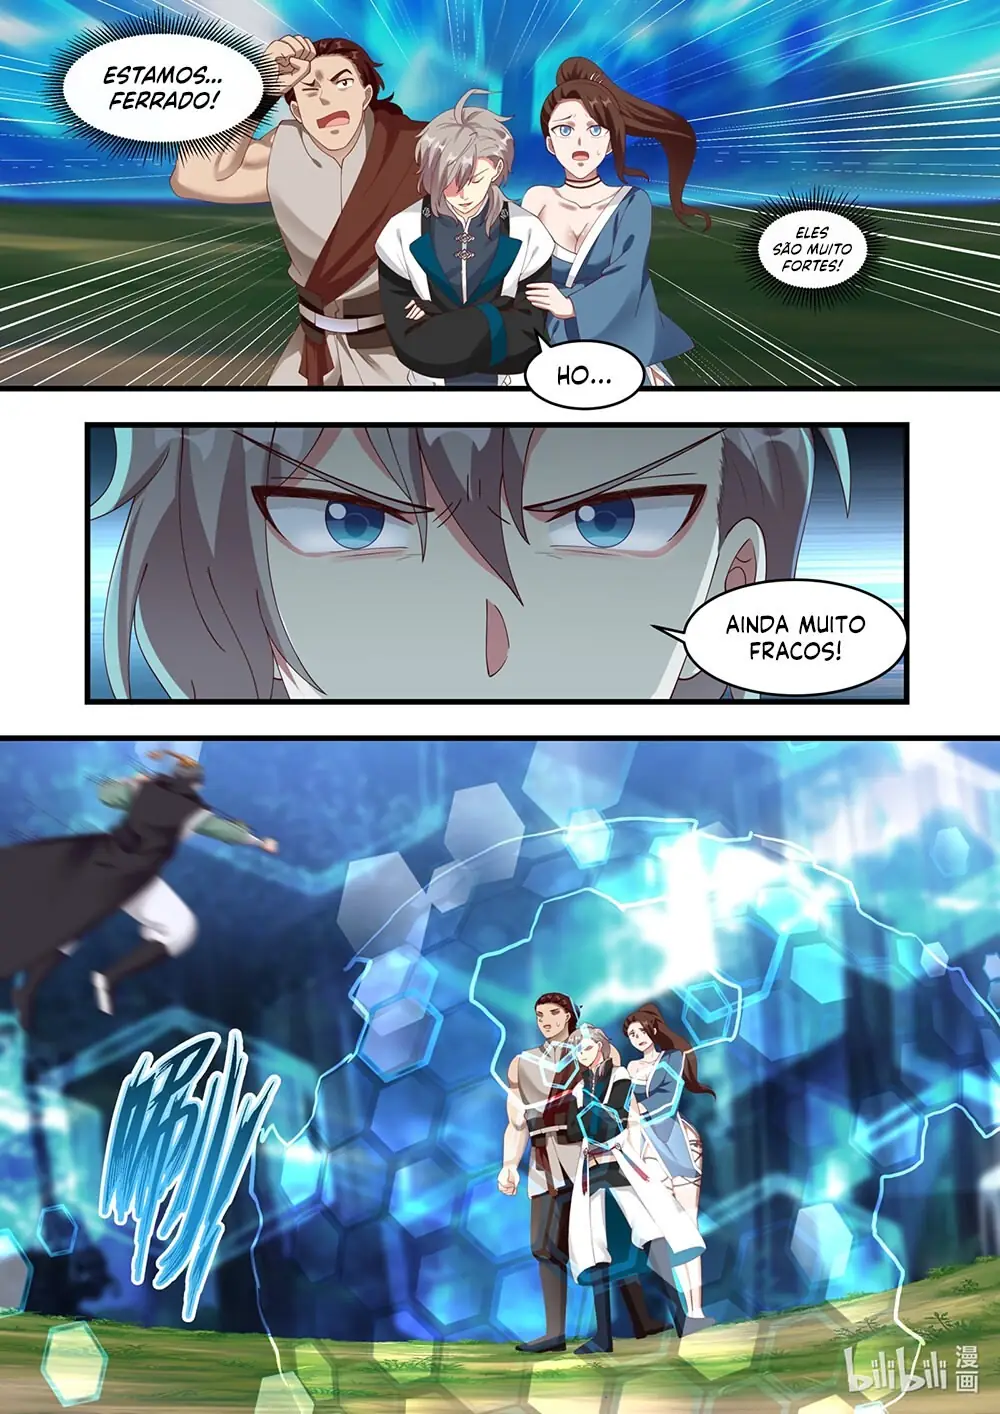 ESTAMOS...
FERRADO!
ELES
SÃO MUITO
FORTES!
HO...
AINDA MUITO
FRACOS!
bilibili
漫画